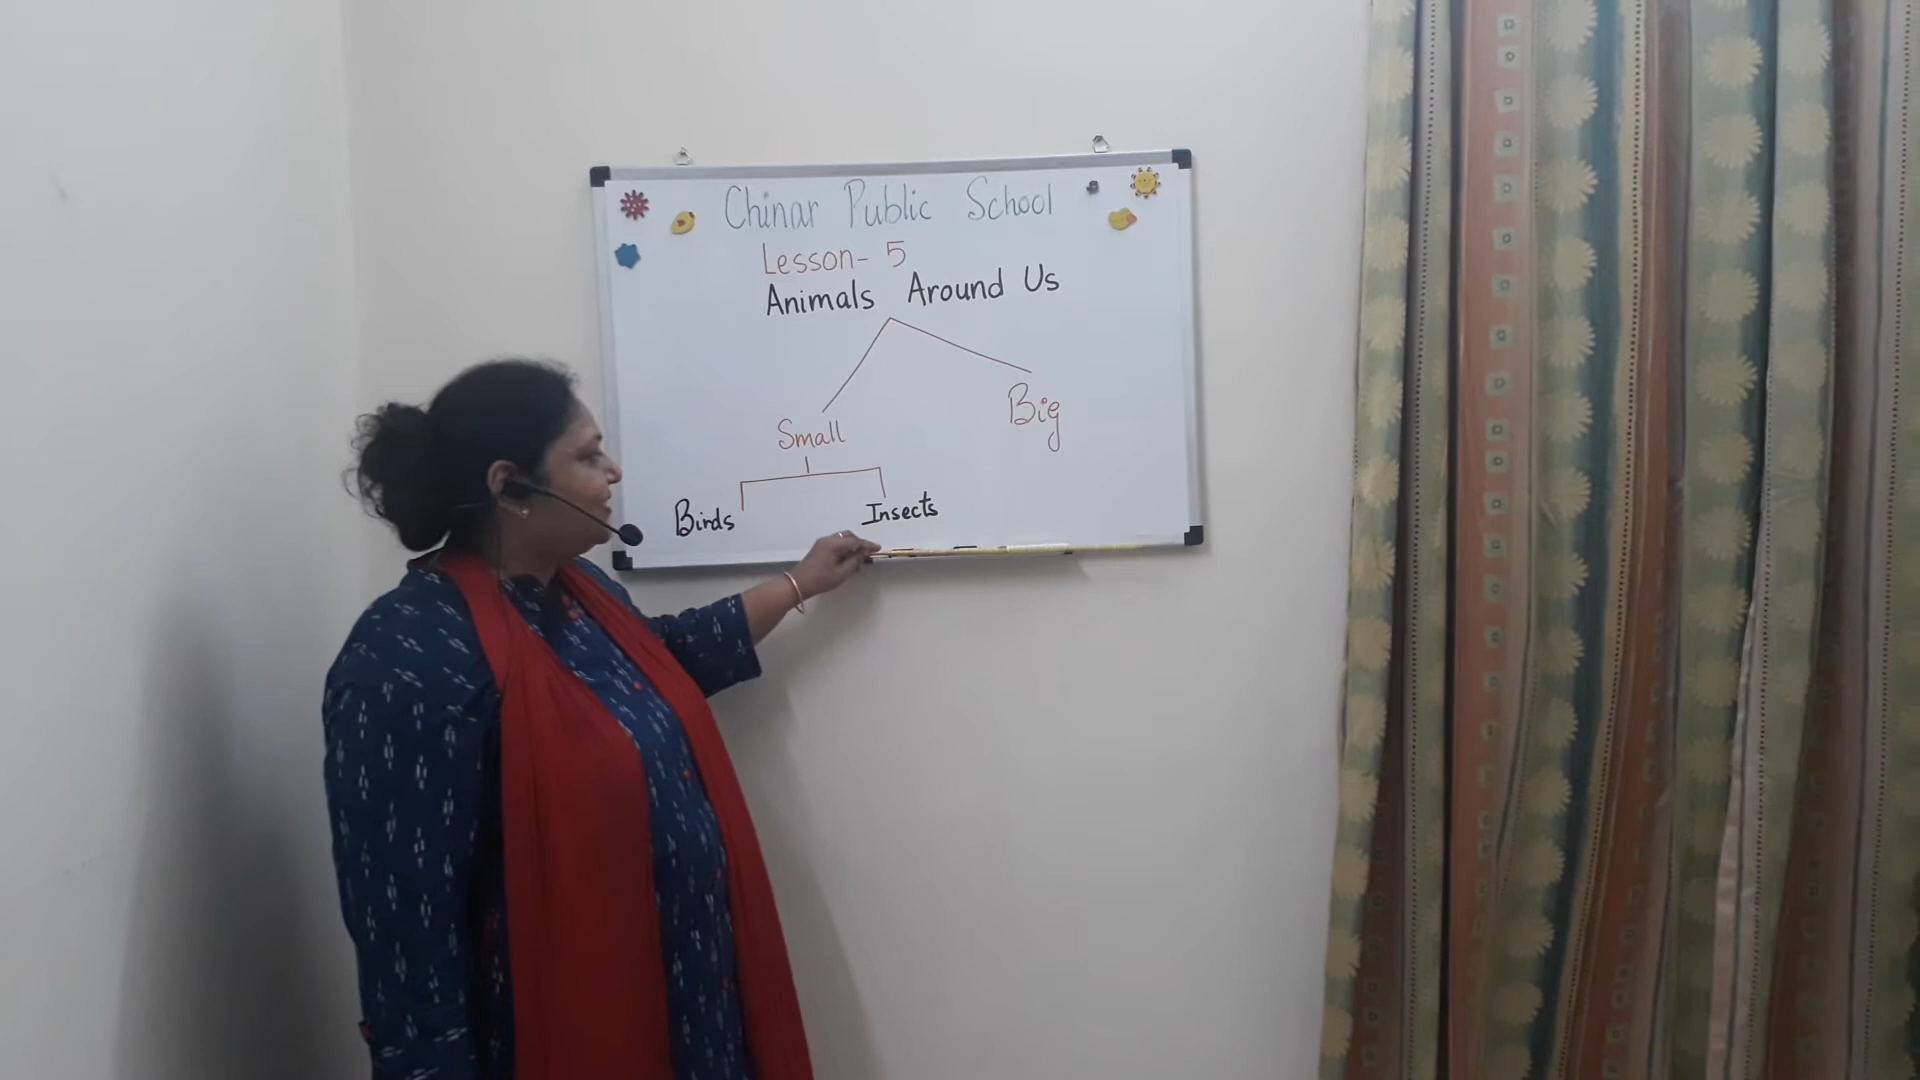 Chinar Public School
Lesson- 5
Animals Around Us
Small
Big
Birds
Insects